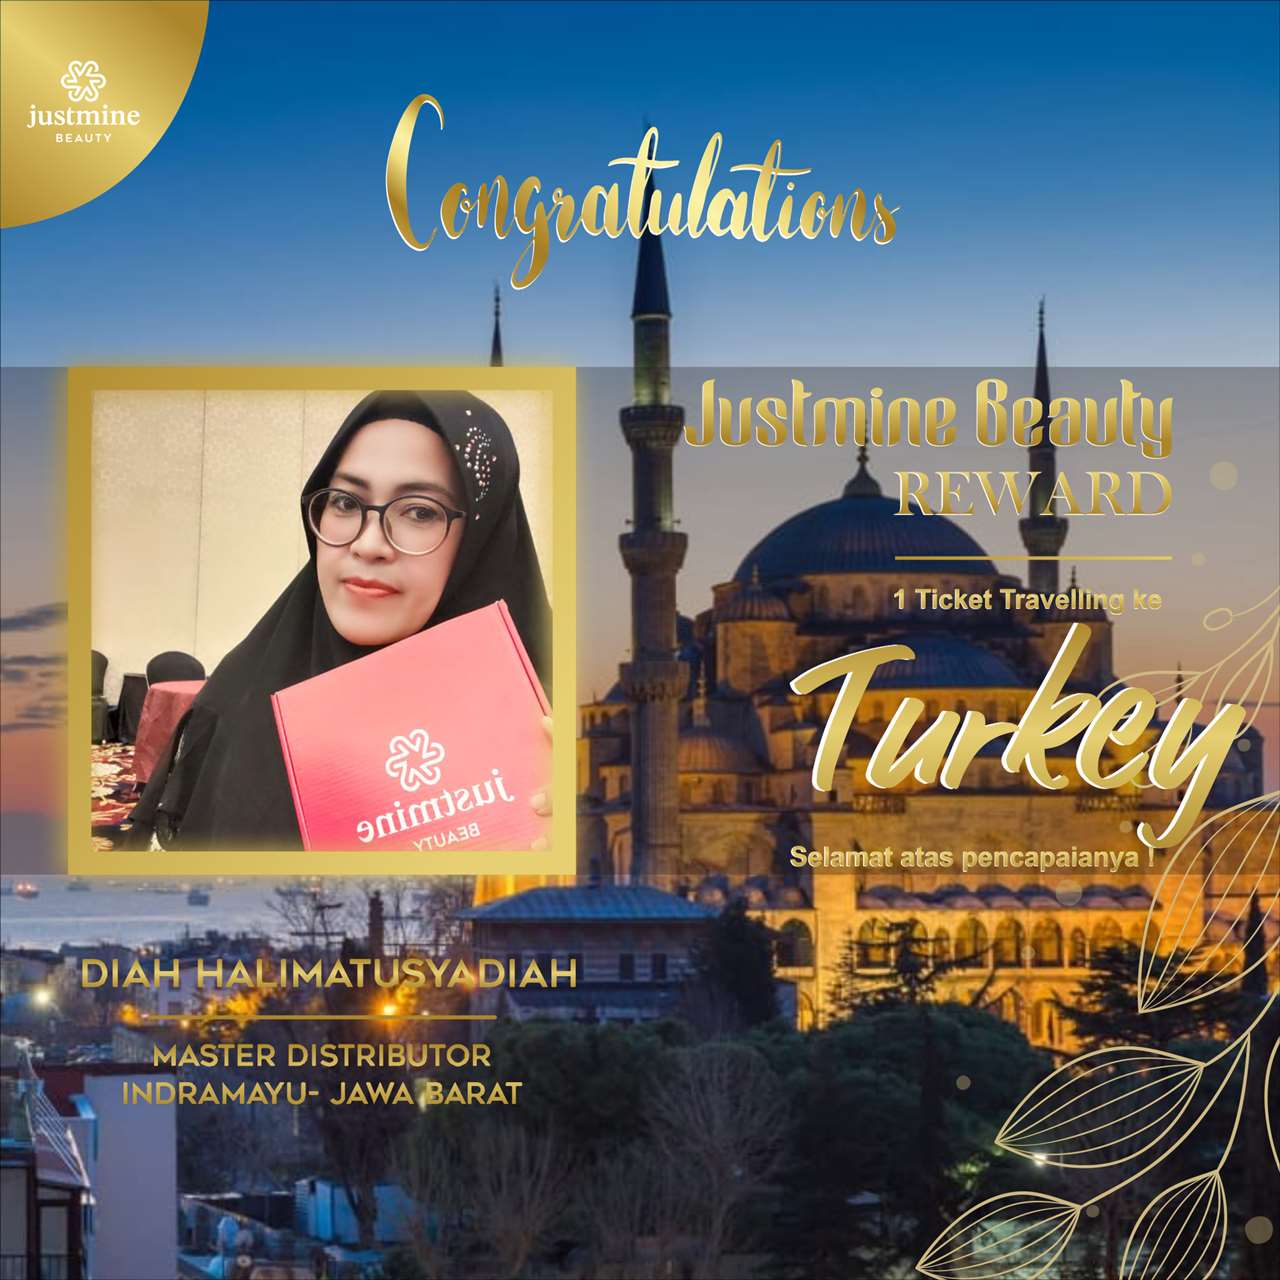 justmine
BEAUTY
Congratulations
Justmine Beauty
REWARD
1 Ticket Travelling ke
Turkey
Selamat atas pencapaianya !
justmine
BEAUTY
DIAH HALIMATUSYADIAH
MASTER DISTRIBUTOR
INDRAMAYU- JAWA BARAT